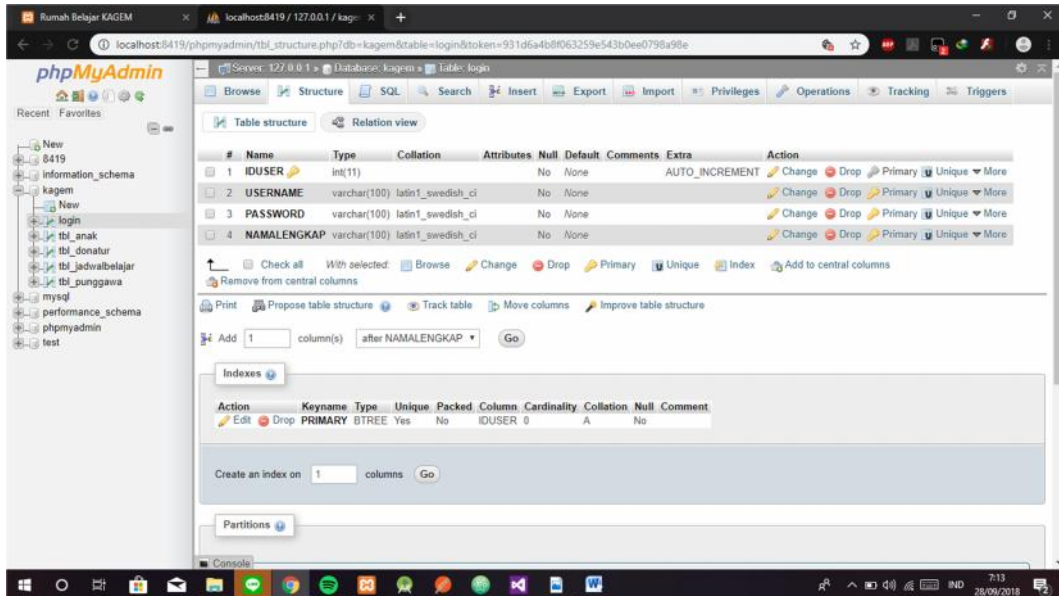 Rumah Belajar KAGEM
localhost:8419 / 127.0.0.1 / kage
localhost:8419/phpmyadmin/tbl_structure.php?db=kagem&table=login&token=931d6a4b8f063259e543b0ee0798a98e
phpMyAdmin
Recent Favorites
New
8419
information_schema
kagem
New
login
tbl_anak
tbl_donatur
tbl_jadwalbelajar
tbl_punggawa
mysql
performance_schema
phpmyadmin
test
Server: 127.0.0.1 » Database: kagem » Table: login
Browse Structure SQL Search Insert Export Import Privileges Operations Tracking Triggers
Table structure Relation view
# Name Type Collation Attributes Null Default Comments Extra Action
1 IDUSER int(11) No None AUTO_INCREMENT Change Drop Primary Unique More
2 USERNAME varchar(100) latin1_swedish_ci No None Change Drop Primary Unique More
3 PASSWORD varchar(100) latin1_swedish_ci No None Change Drop Primary Unique More
4 NAMALENGKAP varchar(100) latin1_swedish_ci No None Change Drop Primary Unique More
Check all With selected: Browse Change Drop Primary Unique Index Add to central columns
Remove from central columns
Print Propose table structure Track table Move columns Improve table structure
Add 1 column(s) after NAMALENGKAP Go
Indexes
Action Keyname Type Unique Packed Column Cardinality Collation Null Comment
Edit Drop PRIMARY BTREE Yes No IDUSER 0 A No
Create an index on 1 columns Go
Partitions
Console
IND
7:13
28/09/2018